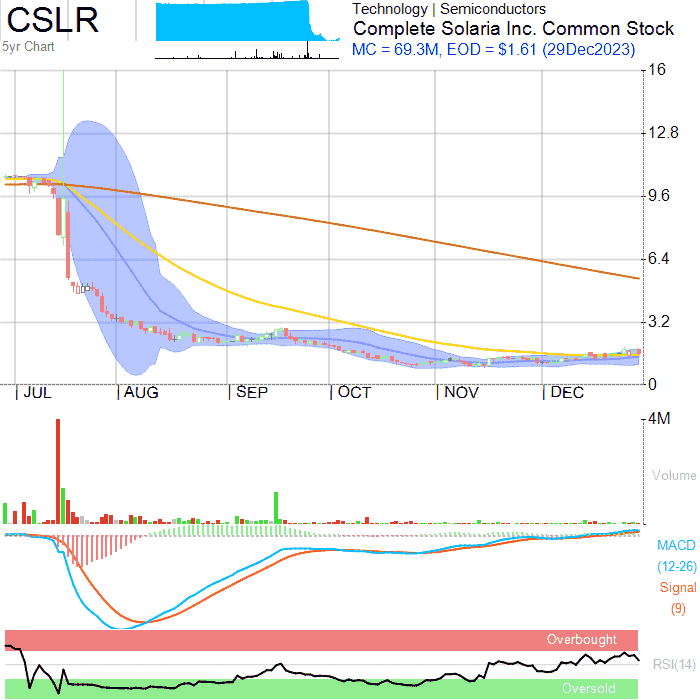 CSLR
5yr Chart
Technology | Semiconductors
Complete Solaria Inc. Common Stock
MC = 69.3M, EOD = $1.61 (29Dec2023)
16
12.8
9.6
6.4
3.2
0
JUL AUG SEP OCT NOV DEC
4M
Volume
MACD
(12-26)
Signal
(9)
Overbought
RSI(14)
Oversold